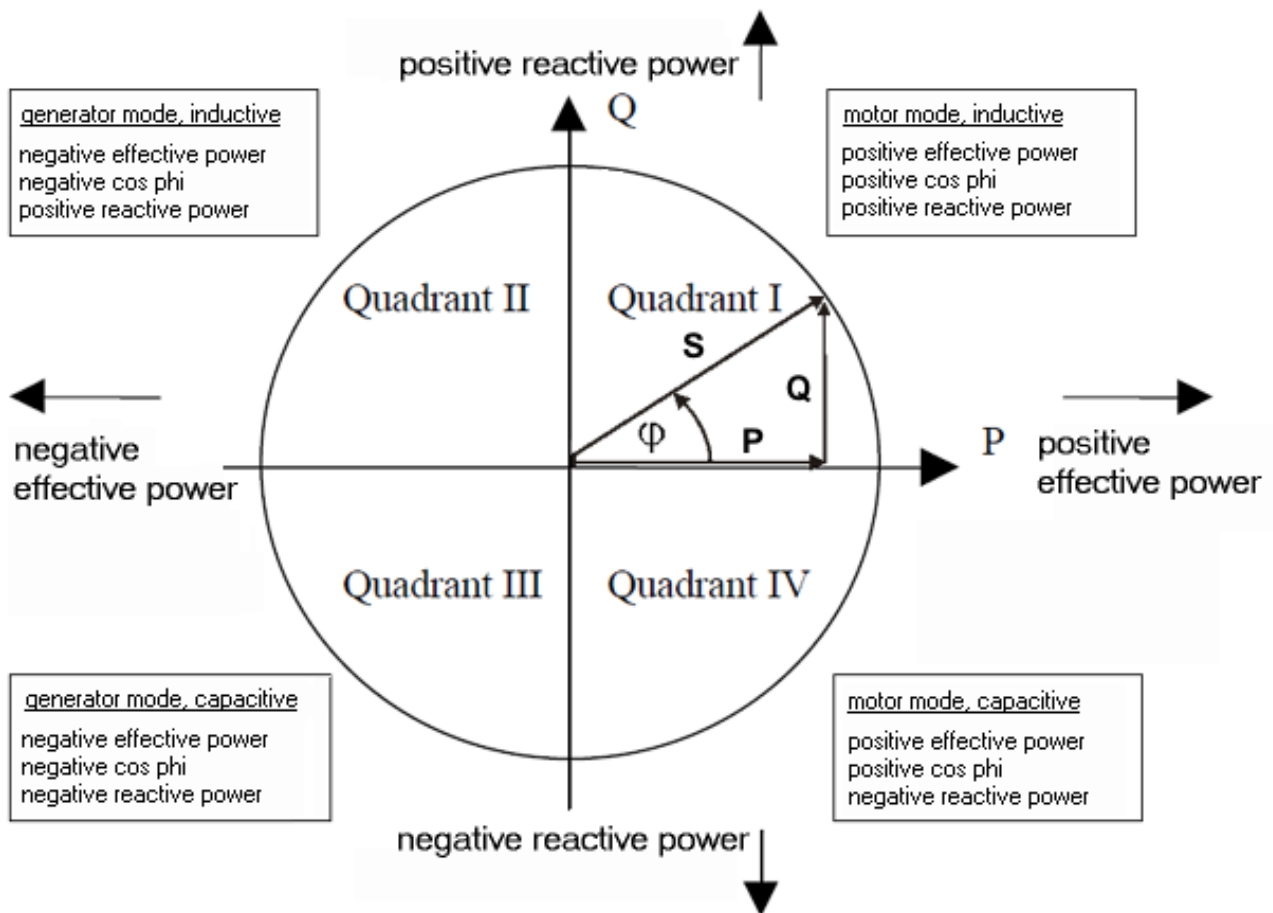 positive reactive power
Q
generator mode, inductive
negative effective power
negative cos phi
positive reactive power
motor mode, inductive
positive effective power
positive cos phi
positive reactive power
Quadrant II
Quadrant I
S
Q
φ
P
P
negative
effective power
positive
effective power
Quadrant III
Quadrant IV
generator mode, capacitive
negative effective power
negative cos phi
negative reactive power
motor mode, capacitive
positive effective power
positive cos phi
negative reactive power
negative reactive power